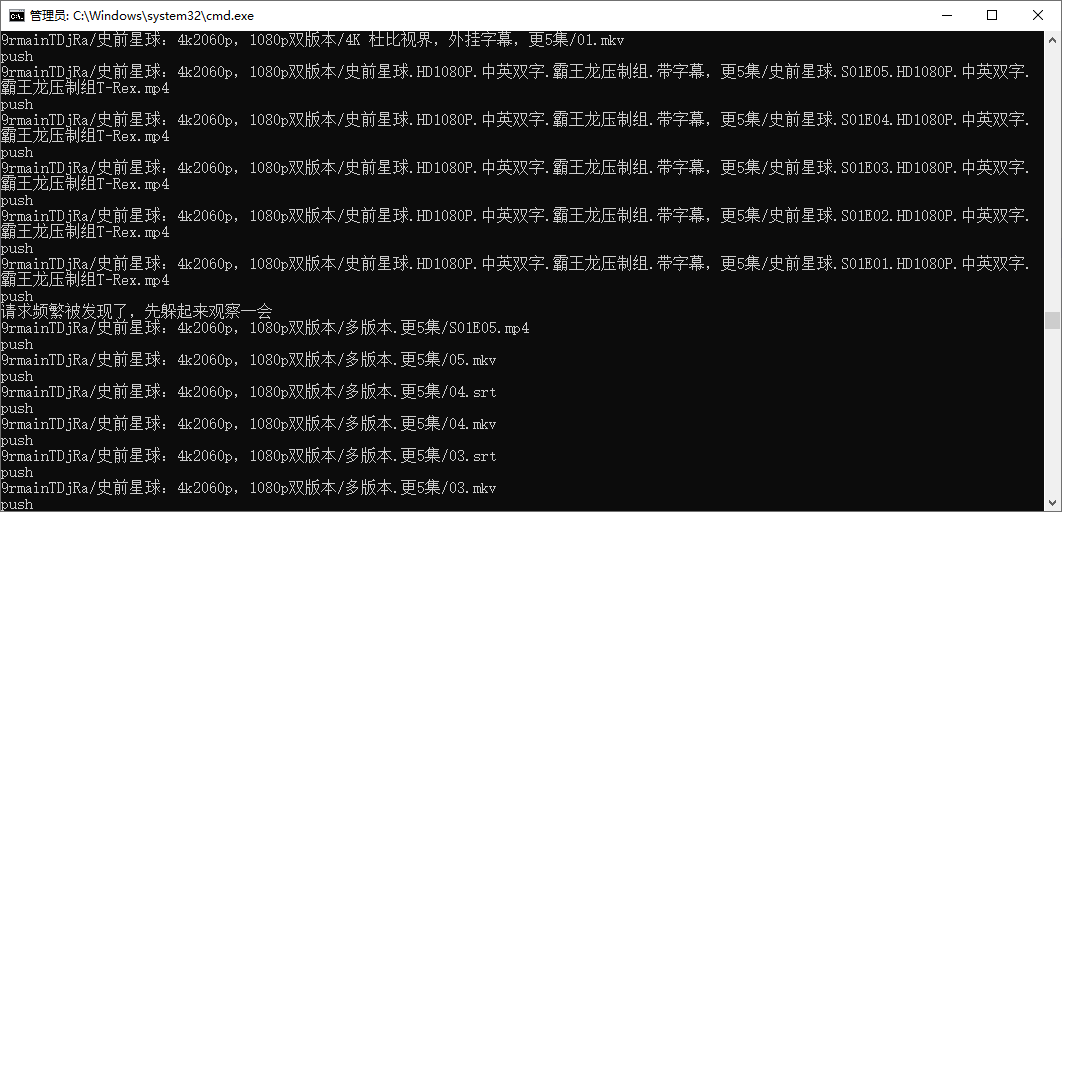 管理员: C:\Windows\system32\cmd.exe
9rmainTDjRa/史前星球：4k2060p，1080p双版本/4K 杜比视界，外挂字幕，更5集/01.mkv
push
9rmainTDjRa/史前星球：4k2060p，1080p双版本/史前星球.HD1080P.中英双字.霸王龙压制组.带字幕，更5集/史前星球.S01E05.HD1080P.中英双字.
霸王龙压制组T-Rex.mp4
push
9rmainTDjRa/史前星球：4k2060p，1080p双版本/史前星球.HD1080P.中英双字.霸王龙压制组.带字幕，更5集/史前星球.S01E04.HD1080P.中英双字.
霸王龙压制组T-Rex.mp4
push
9rmainTDjRa/史前星球：4k2060p，1080p双版本/史前星球.HD1080P.中英双字.霸王龙压制组.带字幕，更5集/史前星球.S01E03.HD1080P.中英双字.
霸王龙压制组T-Rex.mp4
push
9rmainTDjRa/史前星球：4k2060p，1080p双版本/史前星球.HD1080P.中英双字.霸王龙压制组.带字幕，更5集/史前星球.S01E02.HD1080P.中英双字.
霸王龙压制组T-Rex.mp4
push
9rmainTDjRa/史前星球：4k2060p，1080p双版本/史前星球.HD1080P.中英双字.霸王龙压制组.带字幕，更5集/史前星球.S01E01.HD1080P.中英双字.
霸王龙压制组T-Rex.mp4
push
请求频繁被发现了，先躲起来观察一会
9rmainTDjRa/史前星球：4k2060p，1080p双版本/多版本.更5集/S01E05.mp4
push
9rmainTDjRa/史前星球：4k2060p，1080p双版本/多版本.更5集/05.mkv
push
9rmainTDjRa/史前星球：4k2060p，1080p双版本/多版本.更5集/04.srt
push
9rmainTDjRa/史前星球：4k2060p，1080p双版本/多版本.更5集/04.mkv
push
9rmainTDjRa/史前星球：4k2060p，1080p双版本/多版本.更5集/03.srt
push
9rmainTDjRa/史前星球：4k2060p，1080p双版本/多版本.更5集/03.mkv
push